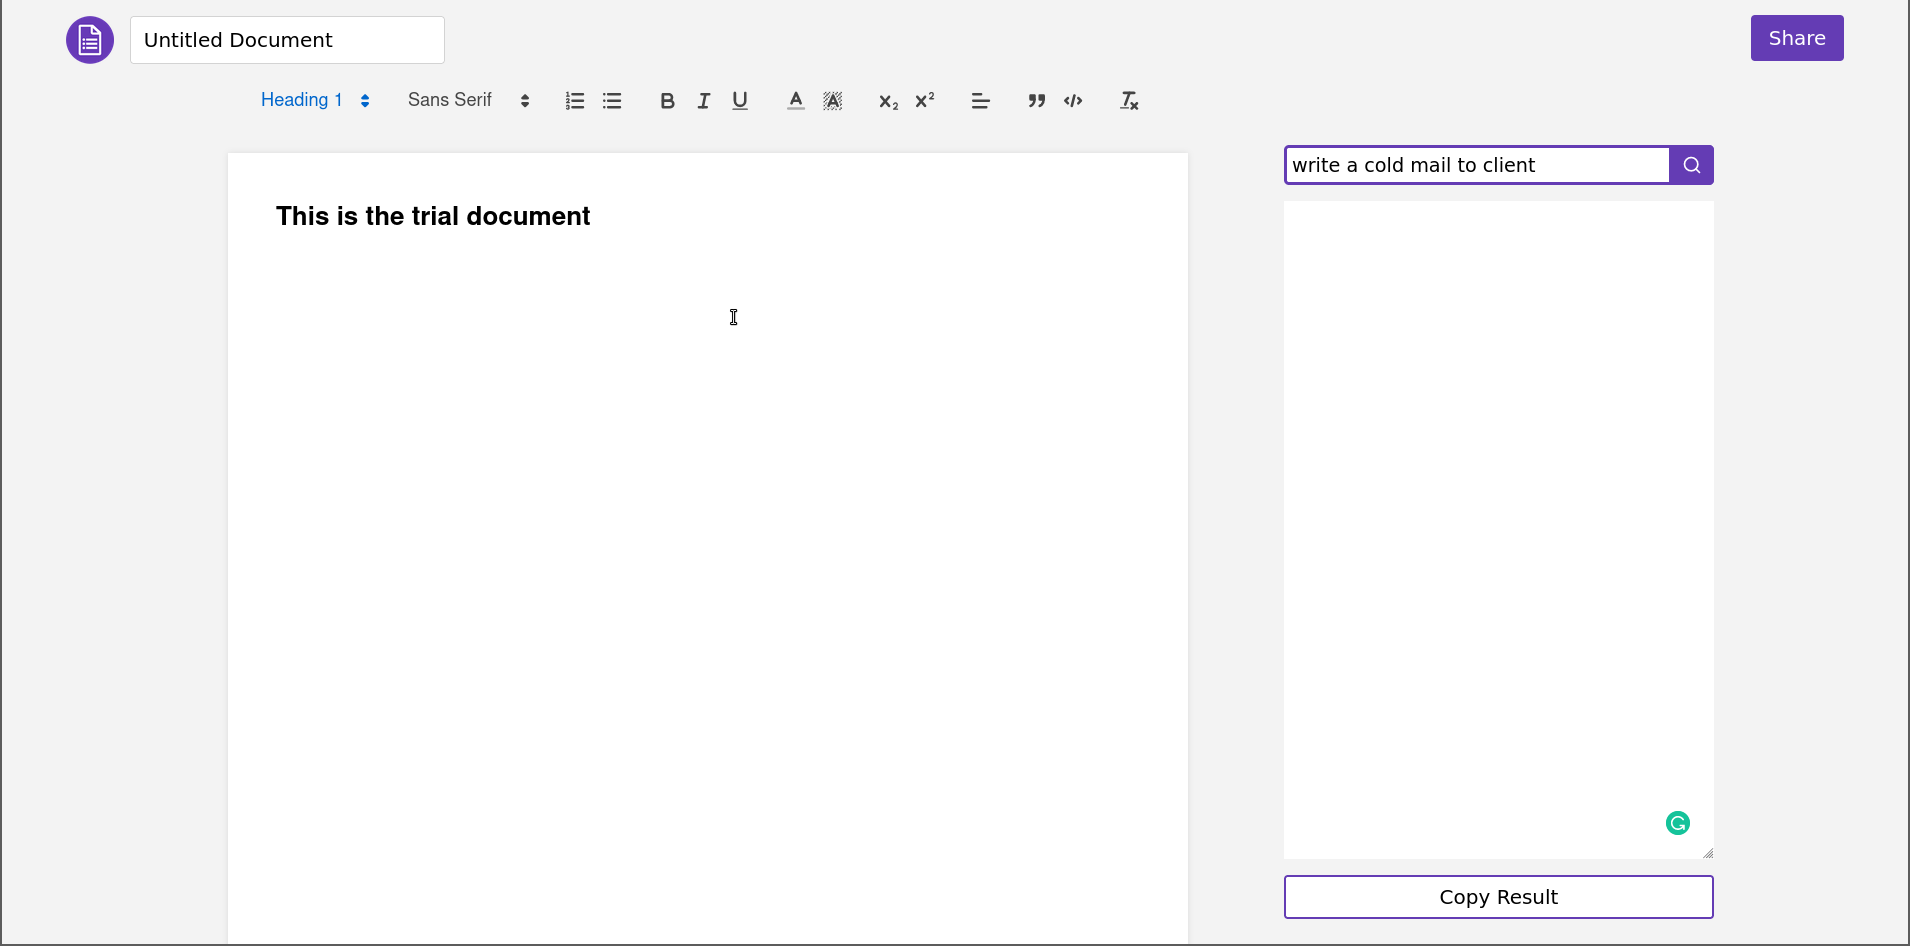 Untitled Document
Share
Heading 1 Sans Serif
write a cold mail to client
This is the trial document
Copy Result